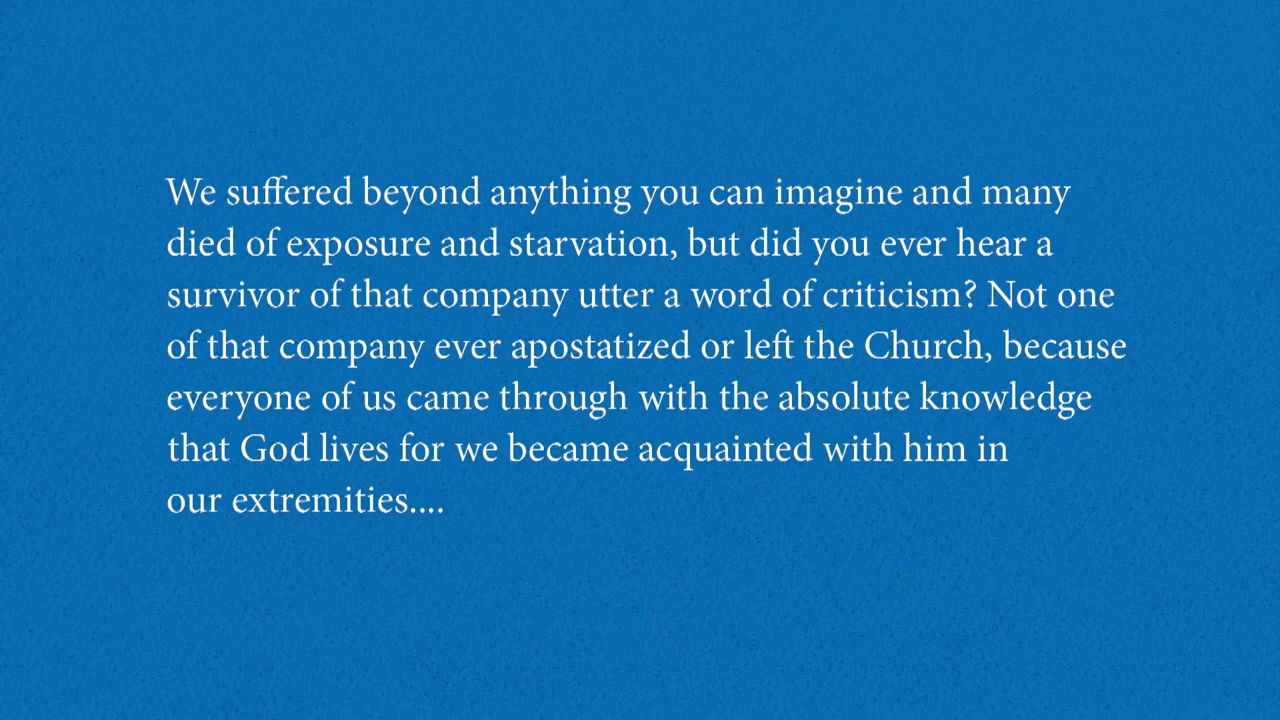 We suffered beyond anything you can imagine and many
died of exposure and starvation, but did you ever hear a
survivor of that company utter a word of criticism? Not one
of that company ever apostatized or left the Church, because
everyone of us came through with the absolute knowledge
that God lives for we became acquainted with him in
our extremities....